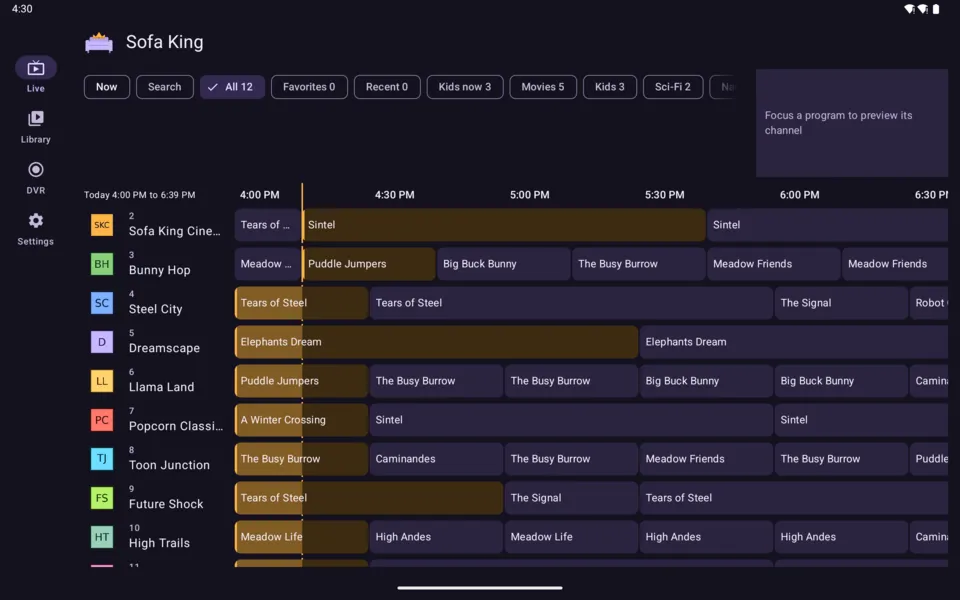 4:30
Sofa King
Live
Library
DVR
Settings
Now Search All 12 Favorites 0 Recent 0 Kids now 3 Movies 5 Kids 3 Sci-Fi 2
Focus a program to preview its
channel
Today 4:00 PM to 6:39 PM 4:00 PM 4:30 PM 5:00 PM 5:30 PM 6:00 PM 6:30 P
SKC 2 Sofa King Cine… Tears of … Sintel Sintel
BH 3 Bunny Hop Meadow … Puddle Jumpers Big Buck Bunny The Busy Burrow Meadow Friends Meadow Friends
SC 4 Steel City Tears of Steel Tears of Steel The Signal Robot
D 5 Dreamscape Elephants Dream Elephants Dream
LL 6 Llama Land Puddle Jumpers The Busy Burrow The Busy Burrow Big Buck Bunny Big Buck Bunny Camin
PC 7 Popcorn Classi… A Winter Crossing Sintel Sintel
TJ 8 Toon Junction The Busy Burrow Caminandes The Busy Burrow Meadow Friends The Busy Burrow Puddle
FS 9 Future Shock Tears of Steel The Signal Tears of Steel
HT 10 High Trails Meadow Life High Andes Meadow Life High Andes High Andes Camin